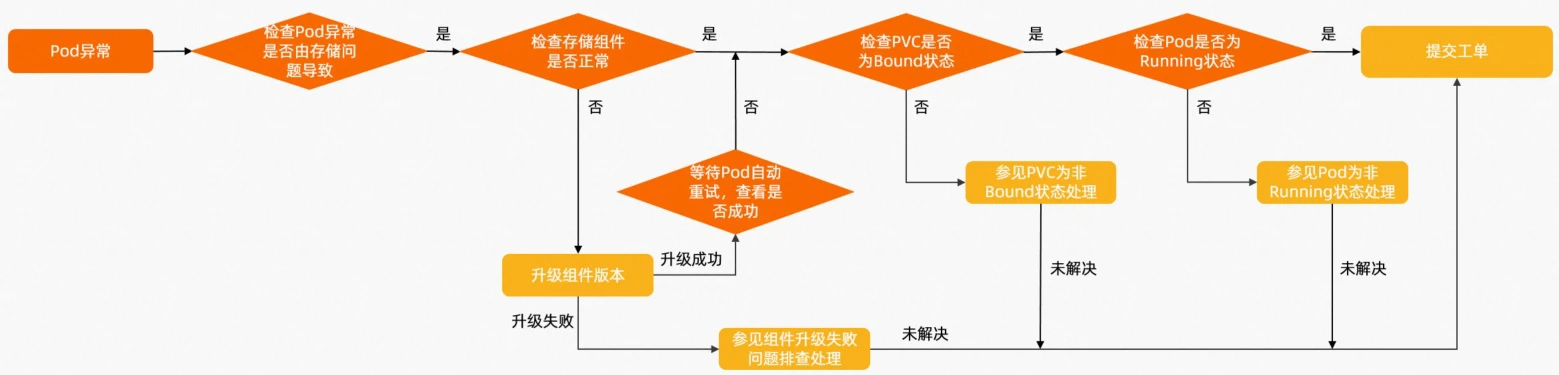 Pod异常
检查Pod异常
是否由存储问
题导致
是
检查存储组件
是否正常
是
检查PVC是否
为Bound状态
是
检查Pod是否为
Running状态
是
提交工单
否
否
否
否
等待Pod自动
重试，查看是
否成功
参见PVC为非
Bound状态处理
参见Pod为非
Running状态处理
升级组件版本
升级成功
未解决
未解决
升级失败
参见组件升级失败
问题排查处理
未解决